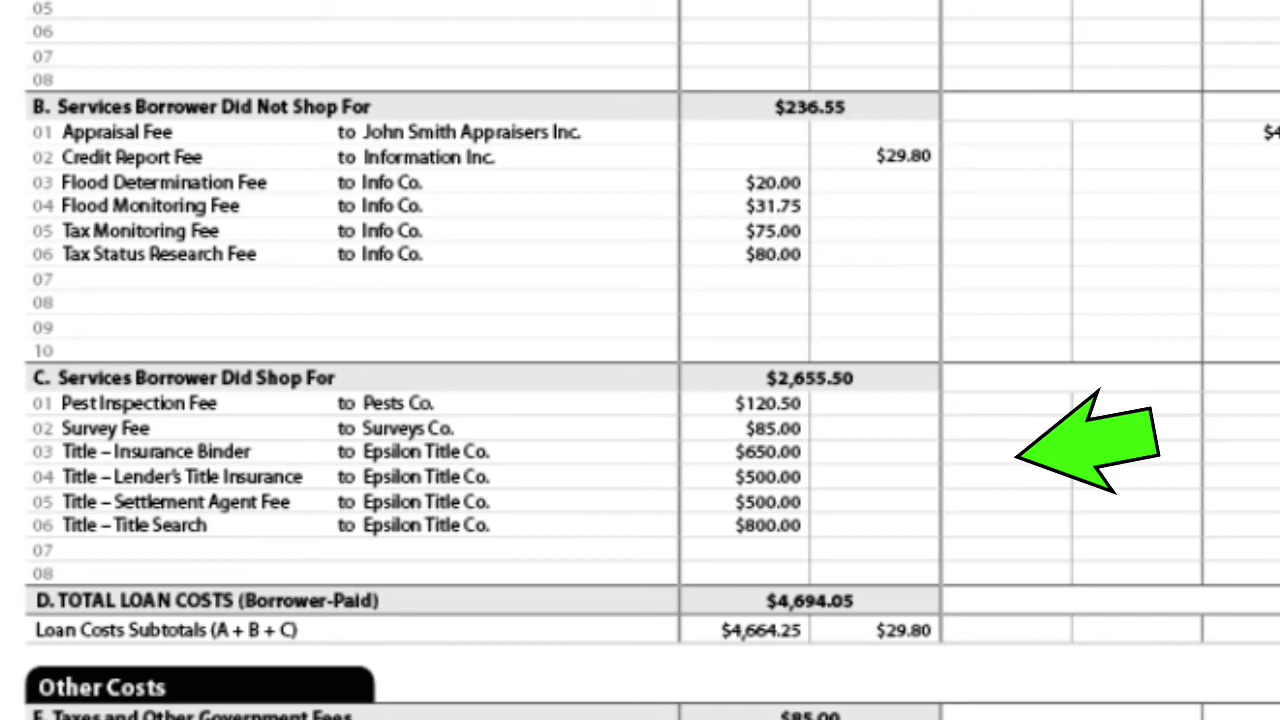 05
06
07
08
B. Services Borrower Did Not Shop For $236.55
01 Appraisal Fee to John Smith Appraisers Inc. $4
02 Credit Report Fee to Information Inc. $29.80
03 Flood Determination Fee to Info Co. $20.00
04 Flood Monitoring Fee to Info Co. $31.75
05 Tax Monitoring Fee to Info Co. $75.00
06 Tax Status Research Fee to Info Co. $80.00
07
08
09
10
C. Services Borrower Did Shop For $2,655.50
01 Pest Inspection Fee to Pests Co. $120.50
02 Survey Fee to Surveys Co. $85.00
03 Title – Insurance Binder to Epsilon Title Co. $650.00
04 Title – Lender's Title Insurance to Epsilon Title Co. $500.00
05 Title – Settlement Agent Fee to Epsilon Title Co. $500.00
06 Title – Title Search to Epsilon Title Co. $800.00
07
08
D. TOTAL LOAN COSTS (Borrower-Paid) $4,694.05
Loan Costs Subtotals (A + B + C) $4,664.25 $29.80
Other Costs
E. Taxes and Other Government Fees $85.00